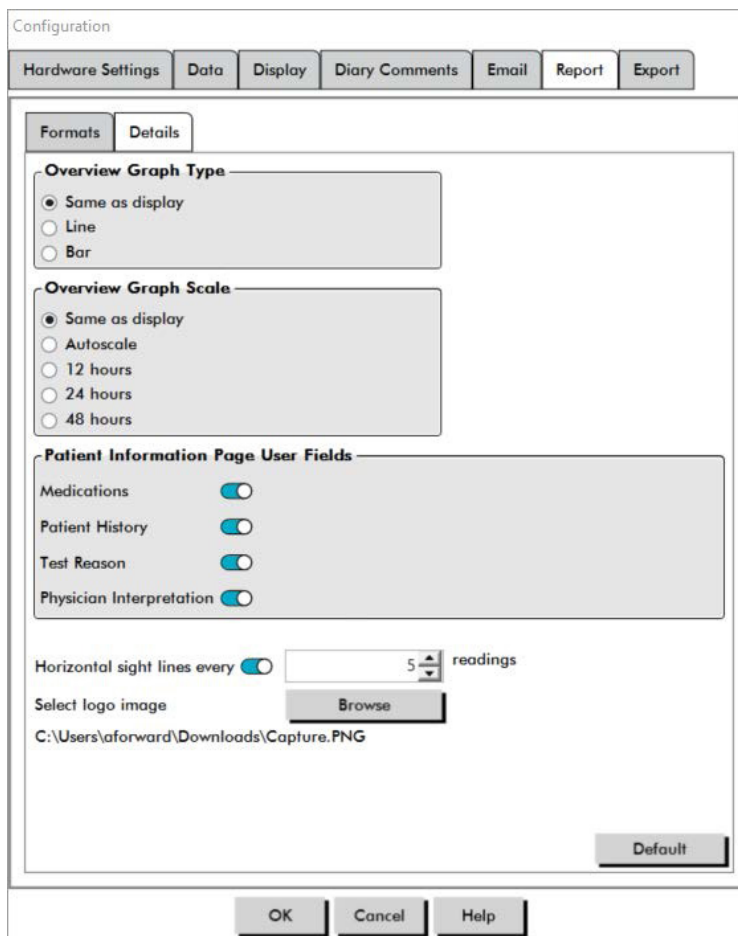 Configuration
Hardware Settings Data Display Diary Comments Email Report Export
Formats Details
Overview Graph Type
Same as display
Line
Bar
Overview Graph Scale
Same as display
Autoscale
12 hours
24 hours
48 hours
Patient Information Page User Fields
Medications
Patient History
Test Reason
Physician Interpretation
Horizontal sight lines every 5 readings
Select logo image Browse
C:\Users\aforward\Downloads\Capture.PNG
Default
OK Cancel Help